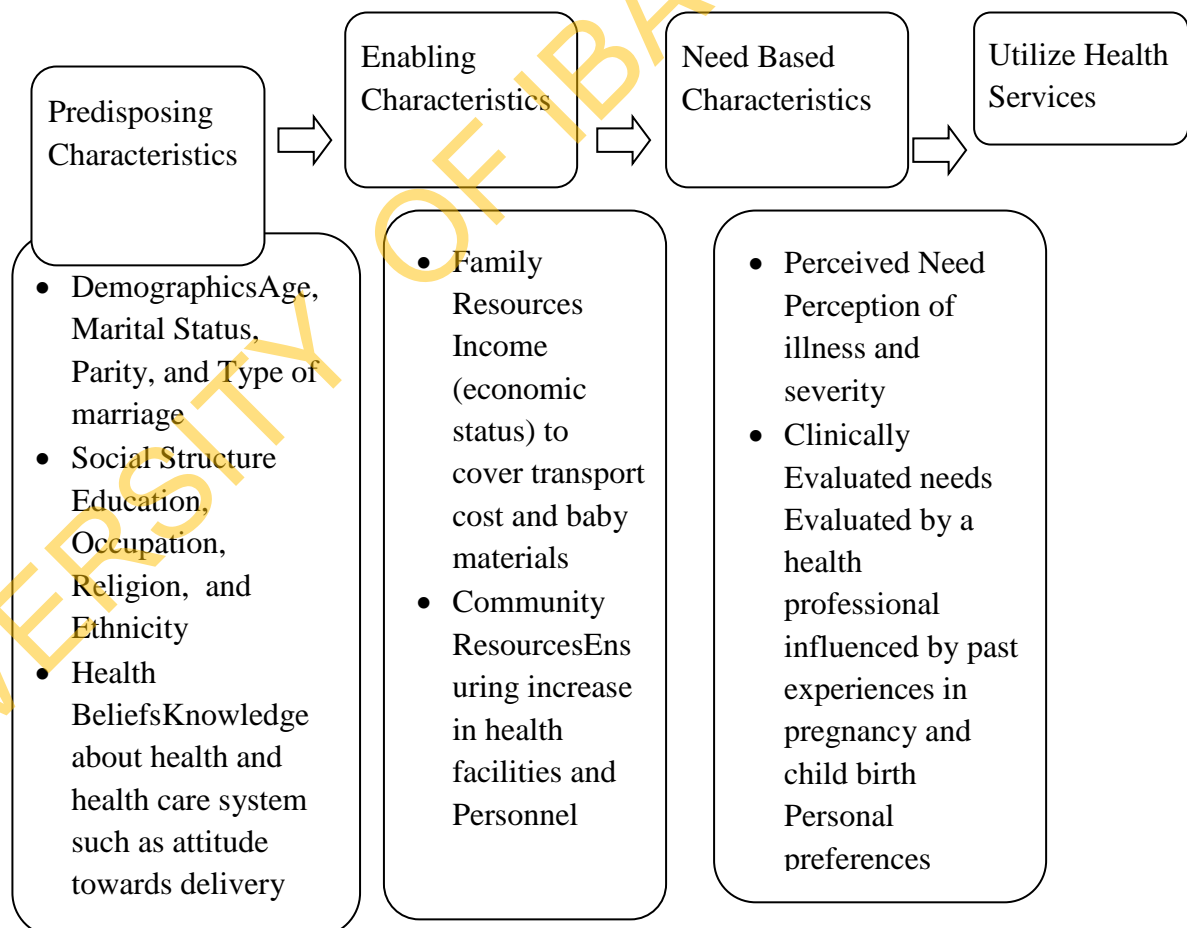 Predisposing
Characteristics
Enabling
Characteristics
Need Based
Characteristics
Utilize Health
Services
• DemographicsAge,
Marital Status,
Parity, and Type of
marriage
• Social Structure
Education,
Occupation,
Religion, and
Ethnicity
• Health
BeliefsKnowledge
about health and
health care system
such as attitude
towards delivery
• Family
Resources
Income
(economic
status) to
cover transport
cost and baby
materials
• Community
ResourcesEns
uring increase
in health
facilities and
Personnel
• Perceived Need
Perception of
illness and
severity
• Clinically
Evaluated needs
Evaluated by a
health
professional
influenced by past
experiences in
pregnancy and
child birth
Personal
preferences
VERSITY OF IBA